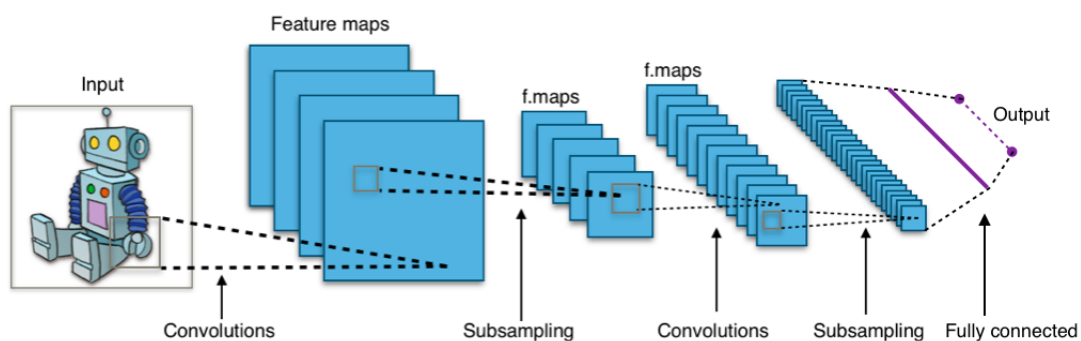 Feature maps
Input
f.maps
f.maps
Output
Convolutions
Subsampling
Convolutions
Subsampling
Fully connected